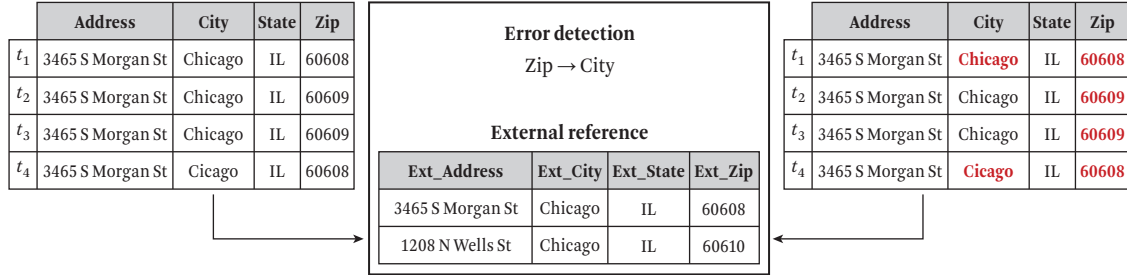 Address City State Zip
t1 3465 S Morgan St Chicago IL 60608
t2 3465 S Morgan St Chicago IL 60609
t3 3465 S Morgan St Chicago IL 60609
t4 3465 S Morgan St Cicago IL 60608
Error detection
Zip → City
External reference
Ext_Address Ext_City Ext_State Ext_Zip
3465 S Morgan St Chicago IL 60608
1208 N Wells St Chicago IL 60610
Address City State Zip
t1 3465 S Morgan St Chicago IL 60608
t2 3465 S Morgan St Chicago IL 60609
t3 3465 S Morgan St Chicago IL 60609
t4 3465 S Morgan St Cicago IL 60608